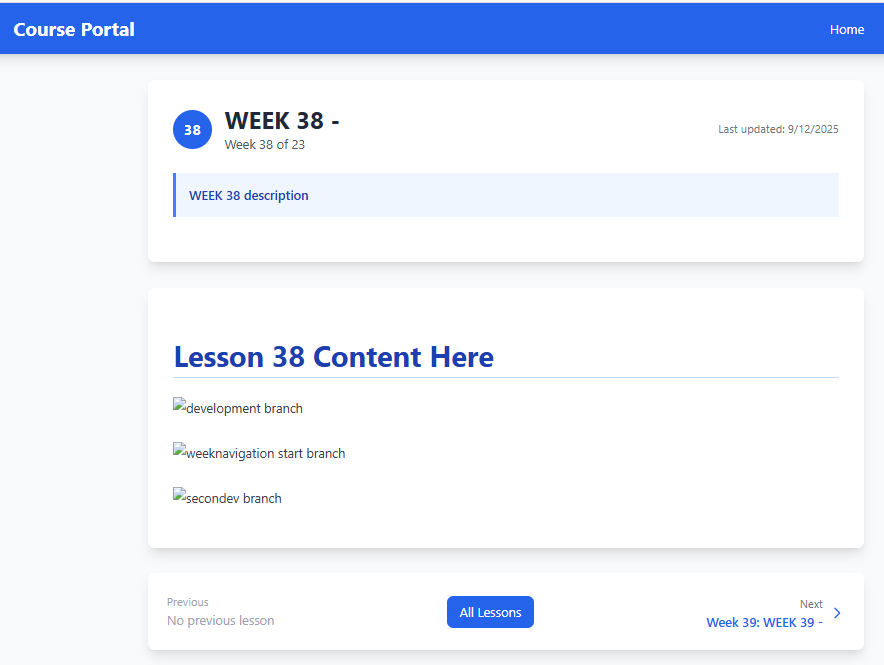 Course Portal
Home
38
WEEK 38 -
Week 38 of 23
Last updated: 9/12/2025
WEEK 38 description
Lesson 38 Content Here
development branch
weeknavigation start branch
secondev branch
Previous
No previous lesson
All Lessons
Next
Week 39: WEEK 39 -